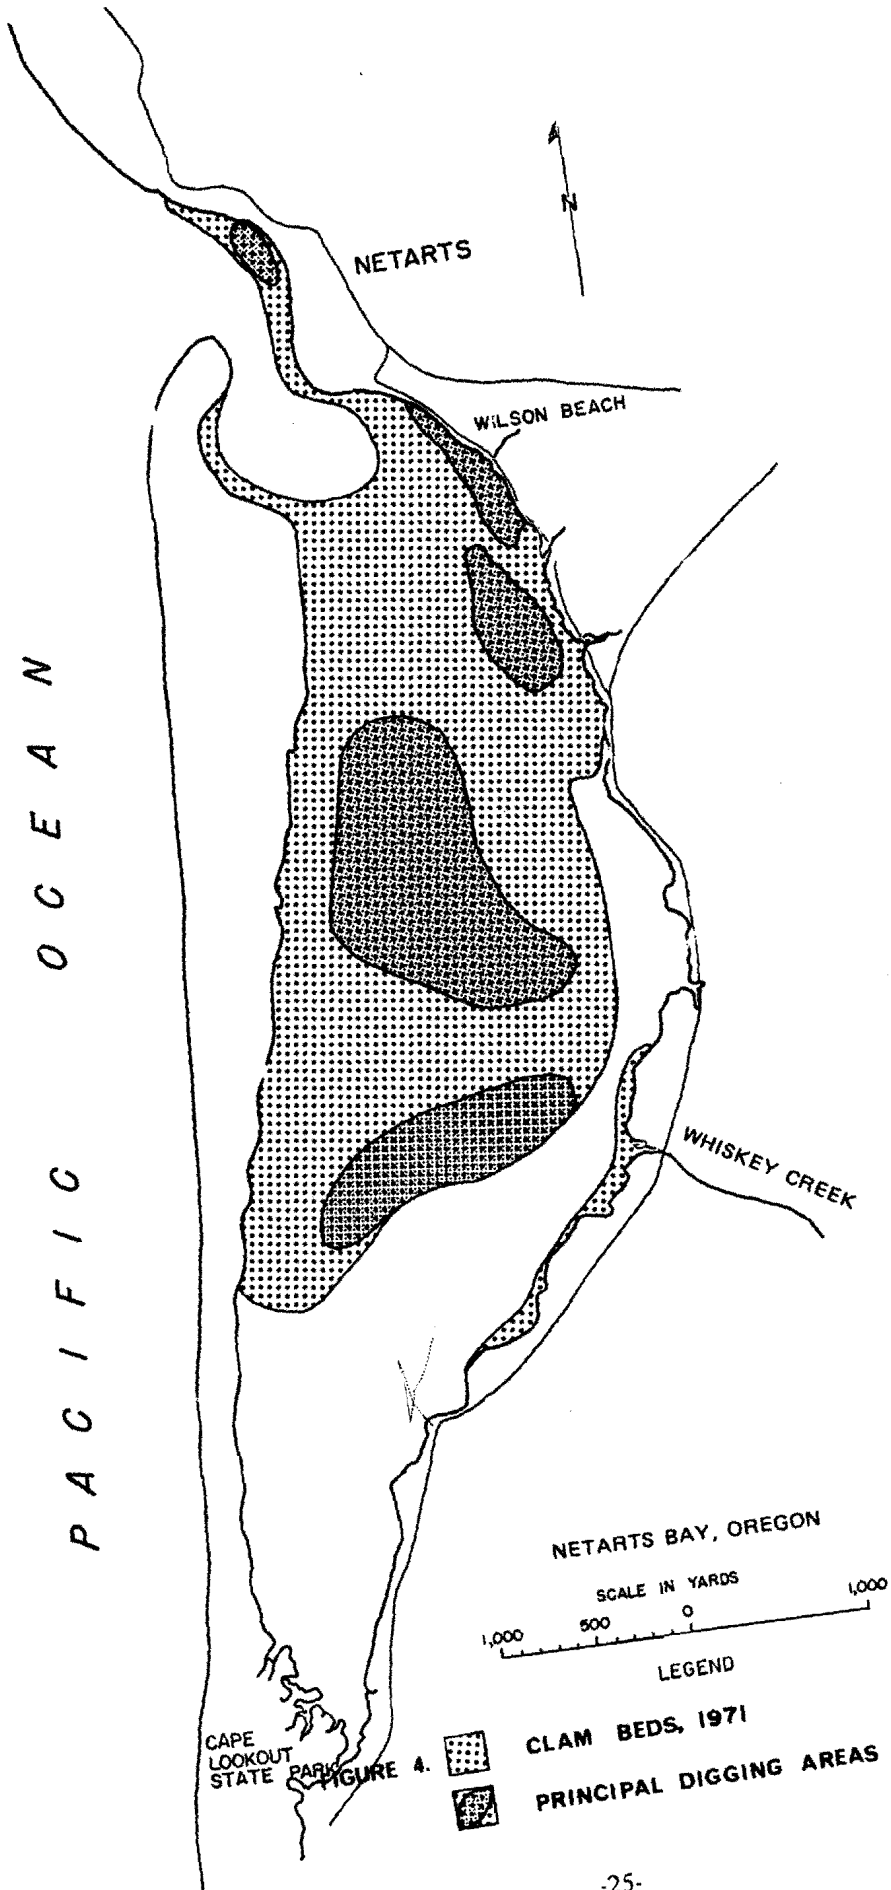 N
NETARTS
WILSON BEACH
PACIFIC OCEAN
WHISKEY CREEK
NETARTS BAY, OREGON
SCALE IN YARDS
1,000 500 0 1,000
LEGEND
CLAM BEDS, 1971
PRINCIPAL DIGGING AREAS
CAPE
LOOKOUT
STATE PARK
FIGURE 4.
-25-